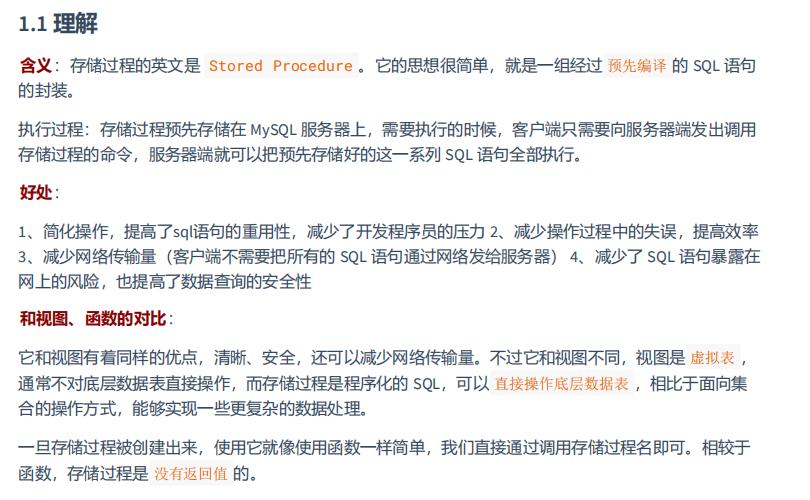 1.1 理解
含义：存储过程的英文是 Stored Procedure 。它的思想很简单，就是一组经过 预先编译 的 SQL 语句
的封装。
执行过程：存储过程预先存储在 MySQL 服务器上，需要执行的时候，客户端只需要向服务器端发出调用
存储过程的命令，服务器端就可以把预先存储好的这一系列 SQL 语句全部执行。
好处：
1、简化操作，提高了sql语句的重用性，减少了开发程序员的压力 2、减少操作过程中的失误，提高效率
3、减少网络传输量（客户端不需要把所有的 SQL 语句通过网络发给服务器） 4、减少了 SQL 语句暴露在
网上的风险，也提高了数据查询的安全性
和视图、函数的对比：
它和视图有着同样的优点，清晰、安全，还可以减少网络传输量。不过它和视图不同，视图是 虚拟表 ，
通常不对底层数据表直接操作，而存储过程是程序化的 SQL，可以 直接操作底层数据表 ，相比于面向集
合的操作方式，能够实现一些更复杂的数据处理。
一旦存储过程被创建出来，使用它就像使用函数一样简单，我们直接通过调用存储过程名即可。相较于
函数，存储过程是 没有返回值 的。